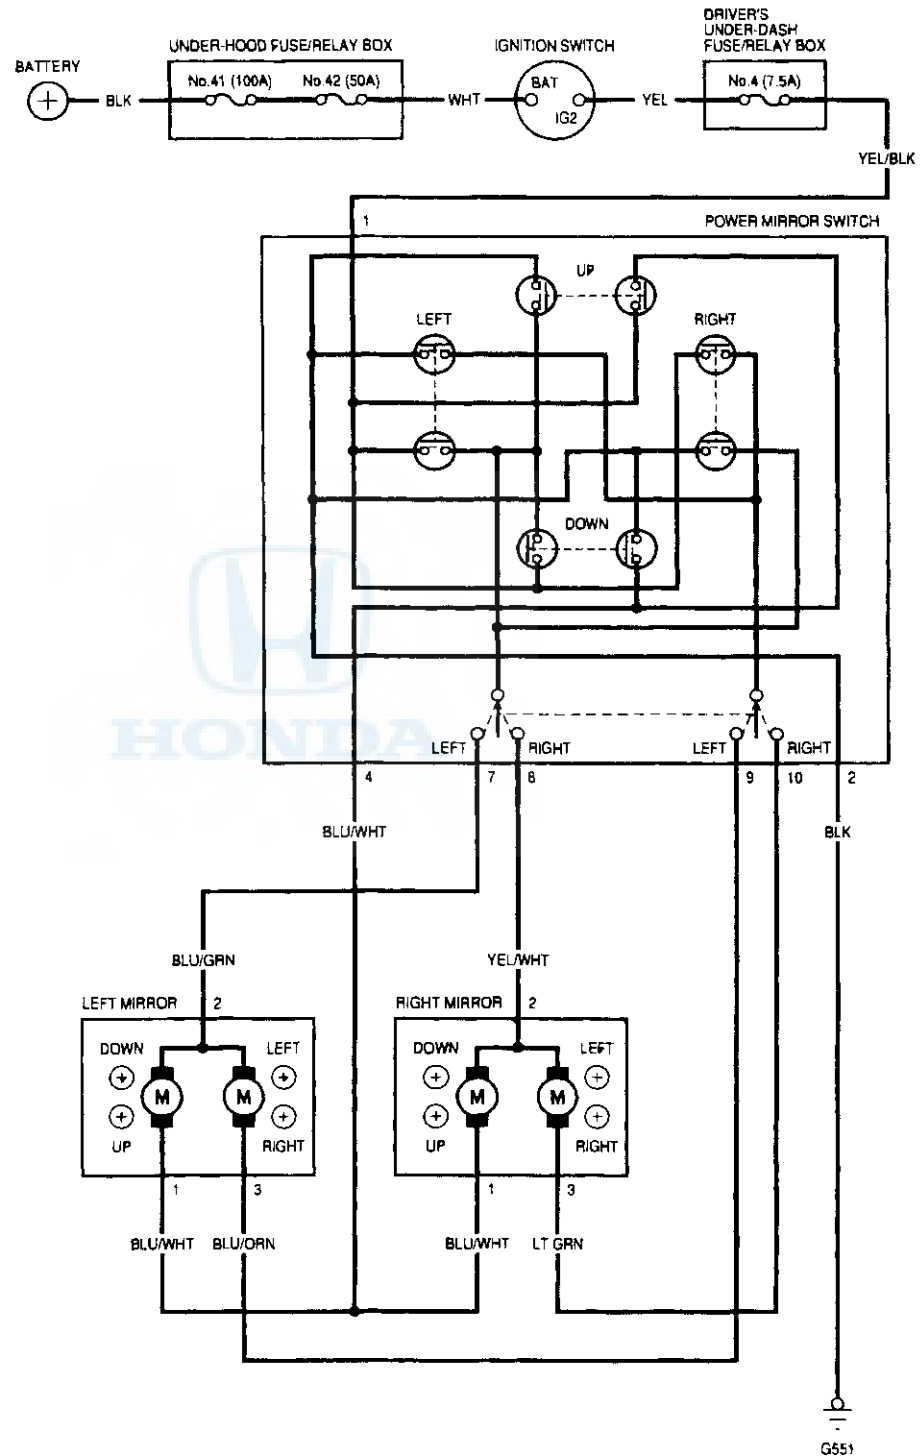 DRIVER'S
UNDER-DASH
FUSE/RELAY BOX
UNDER-HOOD FUSE/RELAY BOX
IGNITION SWITCH
BATTERY
No.41 (100A)
No.42 (50A)
BAT
No.4 (7.5A)
BLK
WHT
YEL
IG2
YEL/BLK
1
POWER MIRROR SWITCH
UP
LEFT
RIGHT
DOWN
HONDA
LEFT
RIGHT
LEFT
RIGHT
4
7
8
9
10
2
BLU/WHT
BLK
BLU/GRN
YEL/WHT
LEFT MIRROR
2
RIGHT MIRROR
2
DOWN
LEFT
DOWN
LEFT
M
M
M
M
UP
RIGHT
UP
RIGHT
1
3
1
3
BLU/WHT
BLU/ORN
BLU/WHT
LT GRN
G551